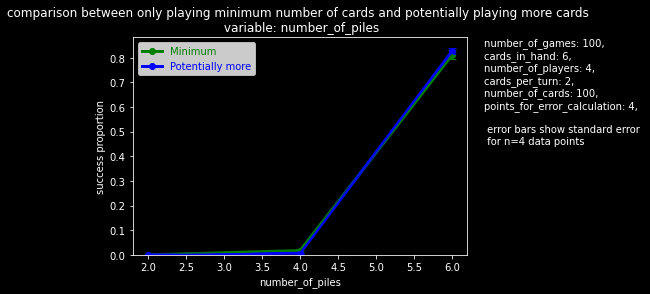 comparison between only playing minimum number of cards and potentially playing more cards
variable: number_of_piles
Minimum
Potentially more
number_of_games: 100,
cards_in_hand: 6,
number_of_players: 4,
cards_per_turn: 2,
number_of_cards: 100,
points_for_error_calculation: 4,
error bars show standard error
for n=4 data points
success proportion
0.8
0.7
0.6
0.5
0.4
0.3
0.2
0.1
0.0
2.0 2.5 3.0 3.5 4.0 4.5 5.0 5.5 6.0
number_of_piles